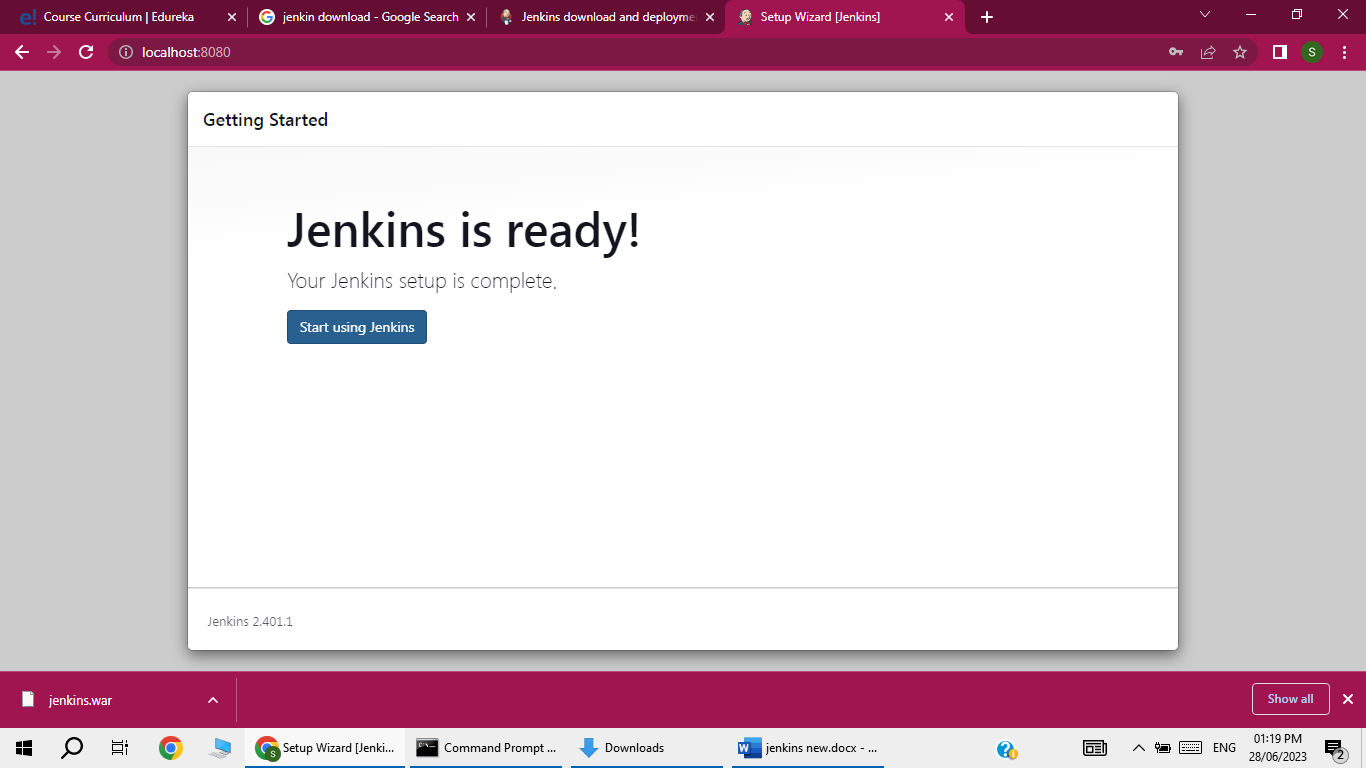 e! Course Curriculum | Edureka
jenkin download - Google Search
Jenkins download and deployme
Setup Wizard [Jenkins]
localhost:8080
S
Getting Started
Jenkins is ready!
Your Jenkins setup is complete.
Start using Jenkins
Jenkins 2.401.1
jenkins.war
Show all
Setup Wizard [Jenki...
Command Prompt ...
Downloads
jenkins new.docx - ...
ENG
01:19 PM
28/06/2023
2